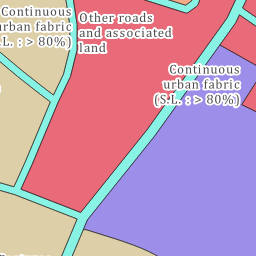 Continuous
urban fabric
S.L. : > 80%)
Other roads
and associated
land
Continuous
urban fabric
(S.L. : > 80%)